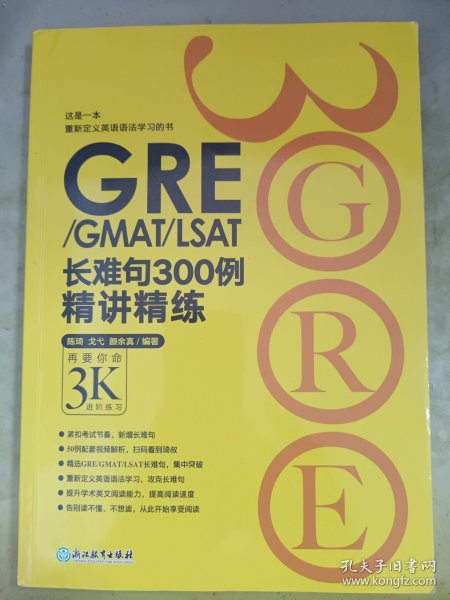 这是一本
重新定义英语语法学习的书
GRE
/GMAT/LSAT
长难句300例
精讲精练
陈琦 戈弋 顾余真/编著
再要你命
3K
进阶练习
● 紧扣考试节奏，新增长难句
● 50例配套视频解析，扫码看到琦叔
● 精选GRE/GMAT/LSAT长难句，集中突破
● 重新定义英语语法学习，攻克长难句
● 提升学术英文阅读能力，提高阅读速度
● 告别读不懂、不想读，从此开始享受阅读
浙江教育出版社
3
G
R
E
孔夫子旧书网
www.kongfz.com